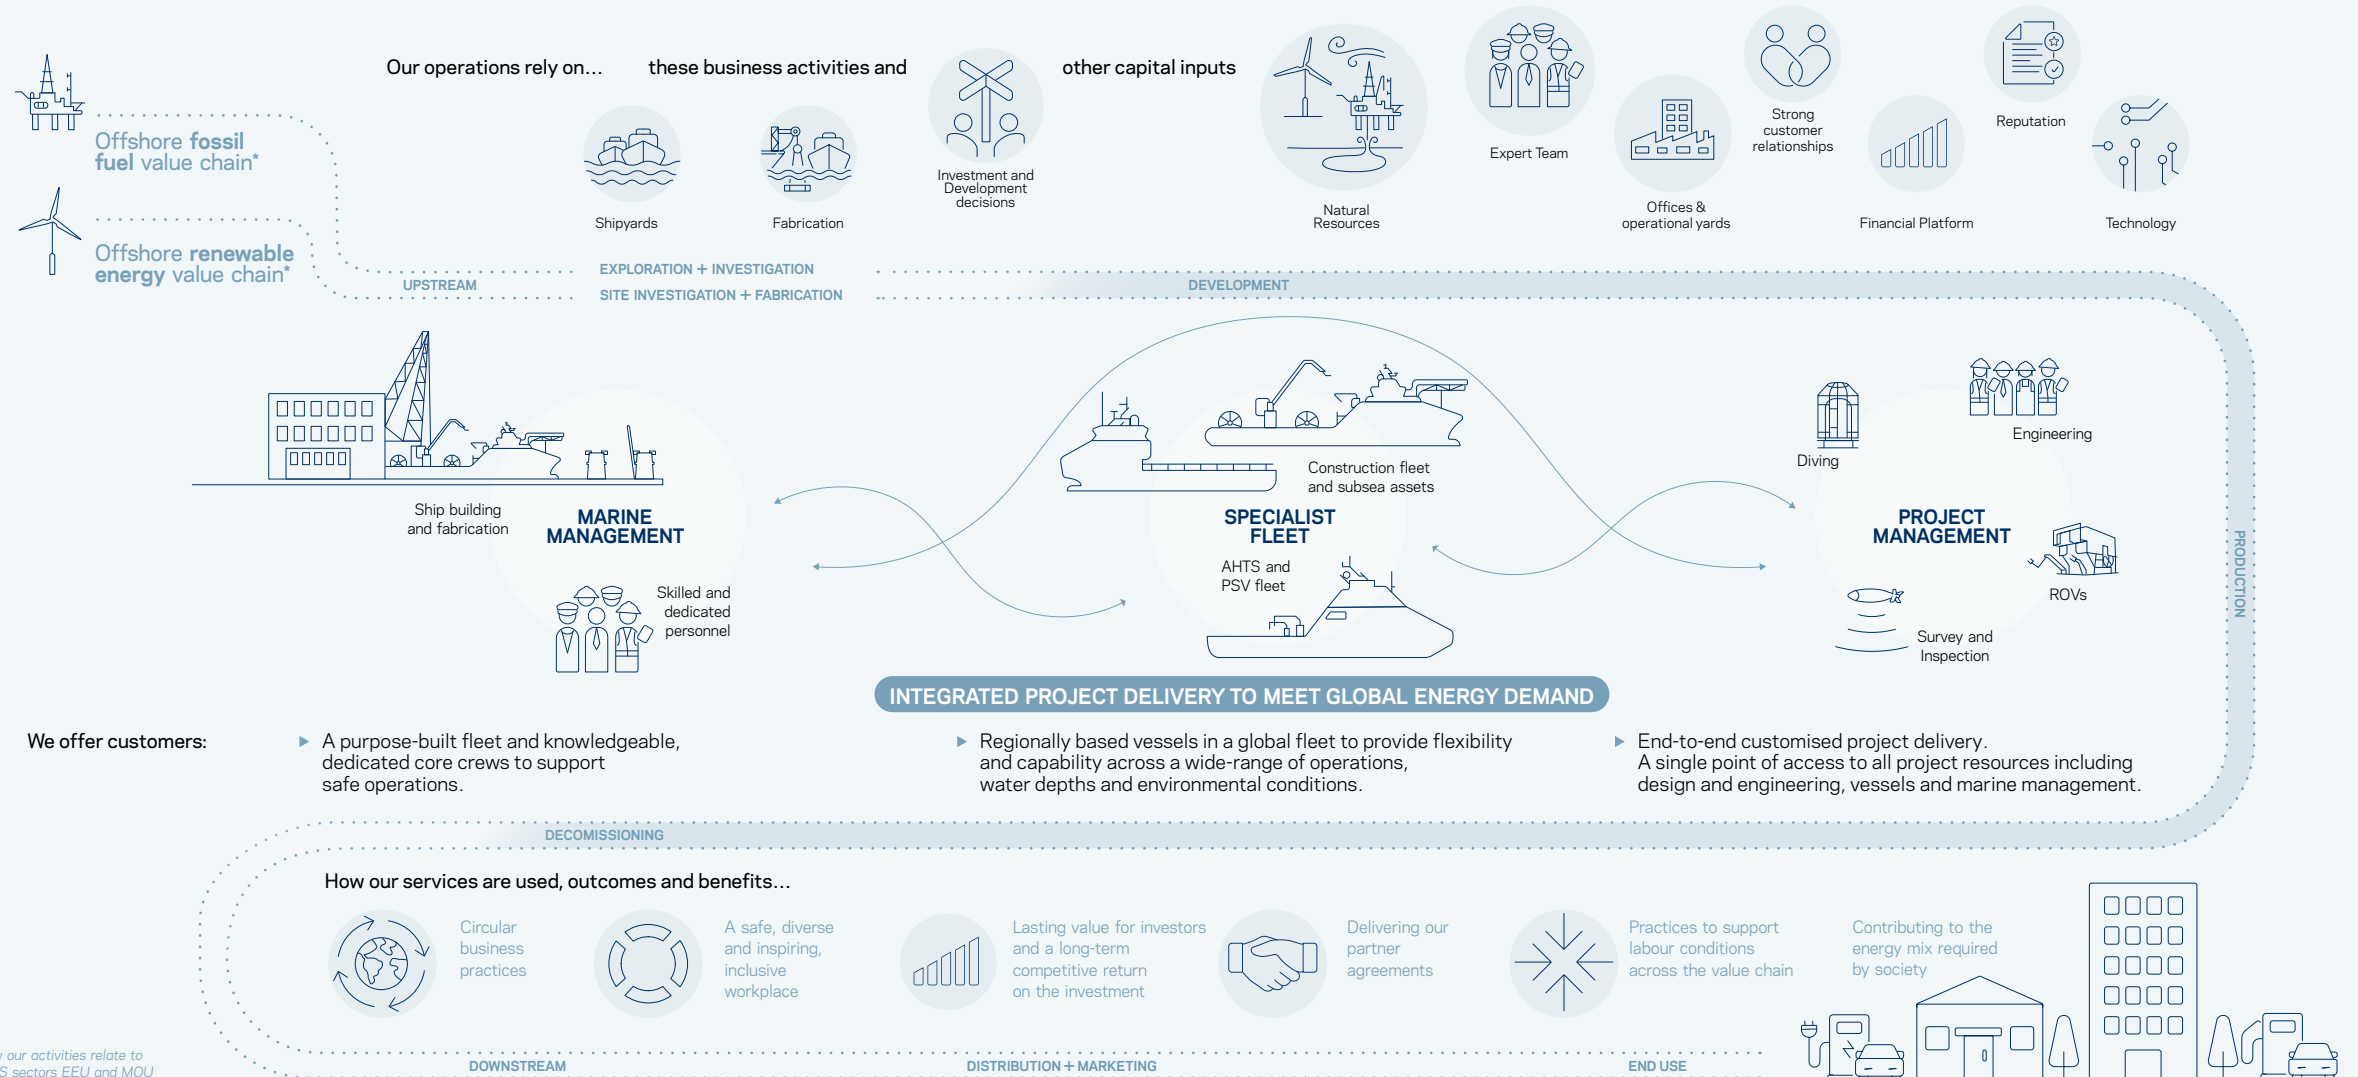 Our operations rely on...
these business activities and
other capital inputs
Offshore fossil
fuel value chain*
Offshore renewable
energy value chain*
Shipyards
Fabrication
Investment and
Development
decisions
Natural
Resources
Expert Team
Offices &
operational yards
Strong
customer
relationships
Financial Platform
Reputation
Technology
UPSTREAM
EXPLORATION + INVESTIGATION
SITE INVESTIGATION + FABRICATION
DEVELOPMENT
PRODUCTION
Ship building
and fabrication
MARINE
MANAGEMENT
Skilled and
dedicated
personnel
Construction fleet
and subsea assets
SPECIALIST
FLEET
AHTS and
PSV fleet
Diving
Engineering
PROJECT
MANAGEMENT
ROVs
Survey and
Inspection
INTEGRATED PROJECT DELIVERY TO MEET GLOBAL ENERGY DEMAND
We offer customers:
A purpose-built fleet and knowledgeable,
dedicated core crews to support
safe operations.
Regionally based vessels in a global fleet to provide flexibility
and capability across a wide-range of operations,
water depths and environmental conditions.
End-to-end customised project delivery.
A single point of access to all project resources including
design and engineering, vessels and marine management.
DECOMISSIONING
How our services are used, outcomes and benefits...
Circular
business
practices
A safe, diverse
and inspiring,
inclusive
workplace
Lasting value for investors
and a long-term
competitive return
on the investment
Delivering our
partner
agreements
Practices to support
labour conditions
across the value chain
Contributing to the
energy mix required
by society
our activities relate to
sectors EEU and MOU
DOWNSTREAM
DISTRIBUTION + MARKETING
END USE